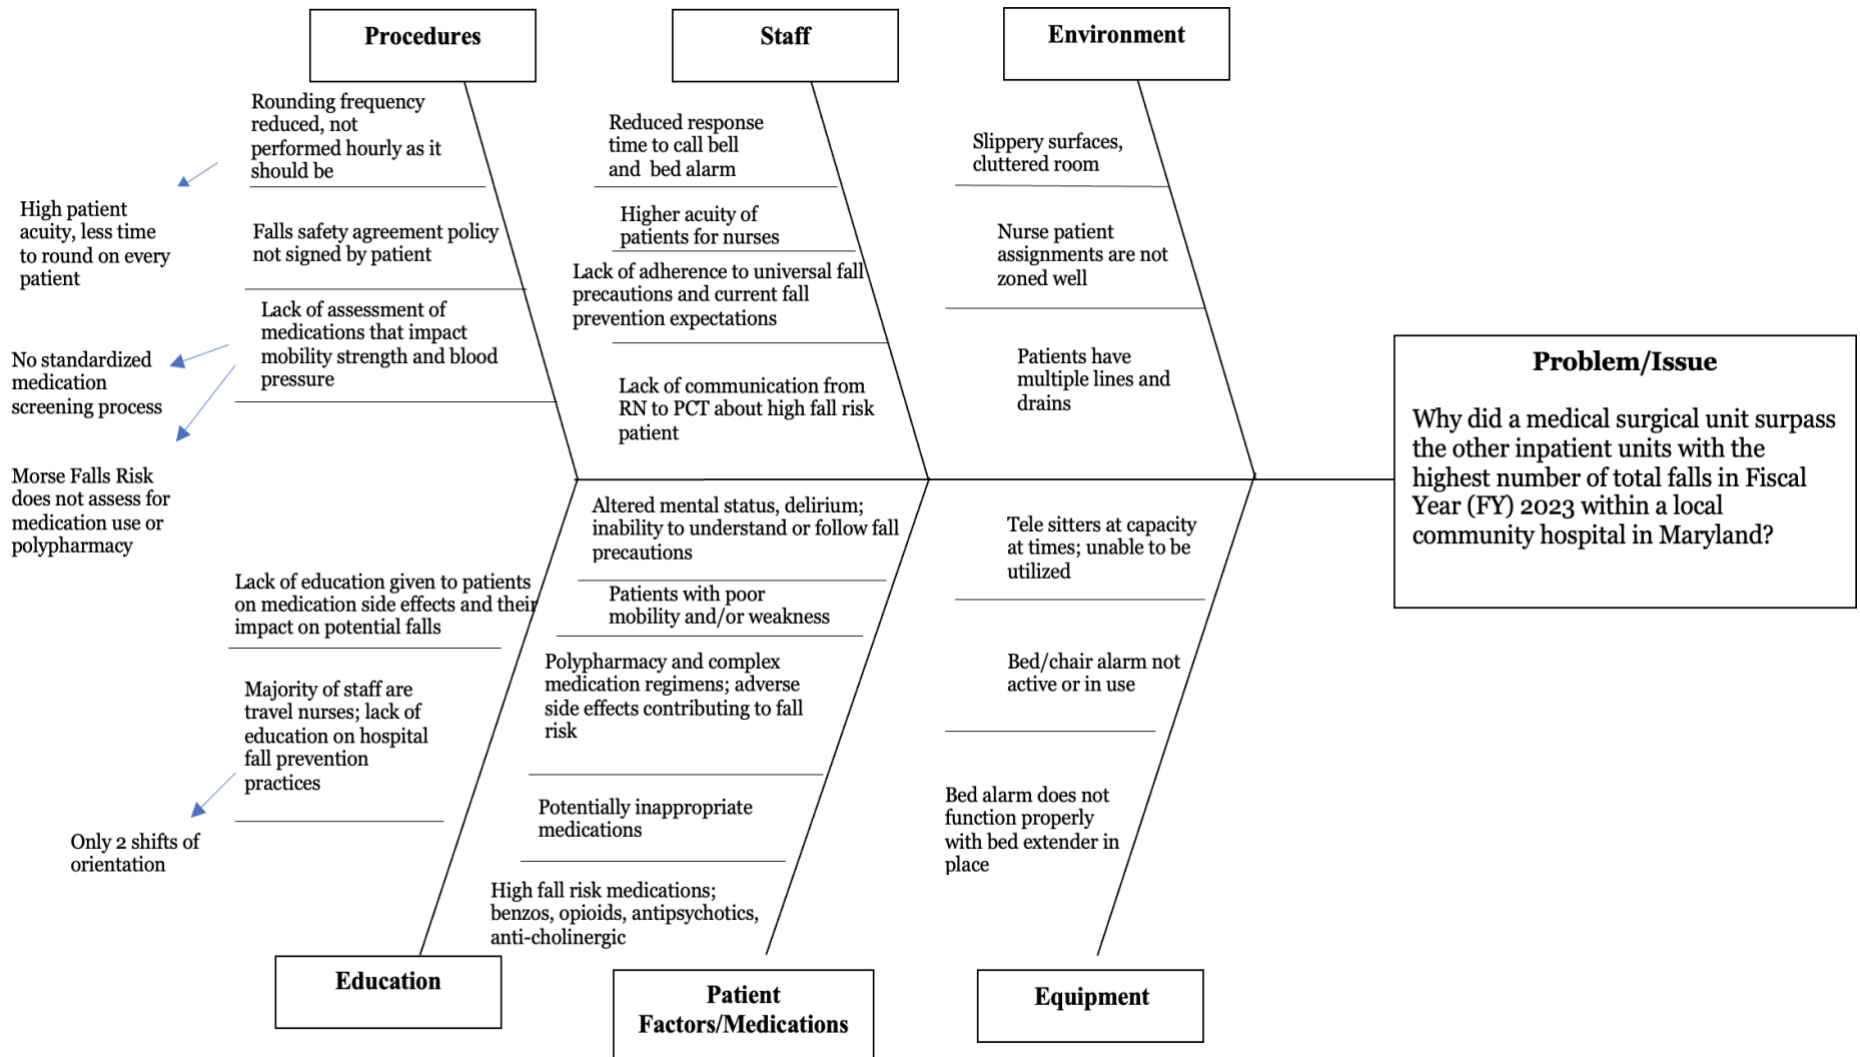 Procedures
Rounding frequency
reduced, not
performed hourly as it
should be
High patient
acuity, less time
to round on every
patient
Falls safety agreement policy
not signed by patient
Lack of assessment of
medications that impact
mobility strength and blood
pressure
No standardized
medication
screening process
Morse Falls Risk
does not assess for
medication use or
polypharmacy
Staff
Reduced response
time to call bell
and bed alarm
Higher acuity of
patients for nurses
Lack of adherence to universal fall
precautions and current fall
prevention expectations
Lack of communication from
RN to PCT about high fall risk
patient
Environment
Slippery surfaces,
cluttered room
Nurse patient
assignments are not
zoned well
Patients have
multiple lines and
drains
Problem/Issue
Why did a medical surgical unit surpass
the other inpatient units with the
highest number of total falls in Fiscal
Year (FY) 2023 within a local
community hospital in Maryland?
Lack of education given to patients
on medication side effects and their
impact on potential falls
Majority of staff are
travel nurses; lack of
education on hospital
fall prevention
practices
Only 2 shifts of
orientation
Education
Altered mental status, delirium;
inability to understand or follow fall
precautions
Patients with poor
mobility and/or weakness
Polypharmacy and complex
medication regimens; adverse
side effects contributing to fall
risk
Potentially inappropriate
medications
High fall risk medications;
benzos, opioids, antipsychotics,
anti-cholinergic
Patient
Factors/Medications
Tele sitters at capacity
at times; unable to be
utilized
Bed/chair alarm not
active or in use
Bed alarm does not
function properly
with bed extender in
place
Equipment